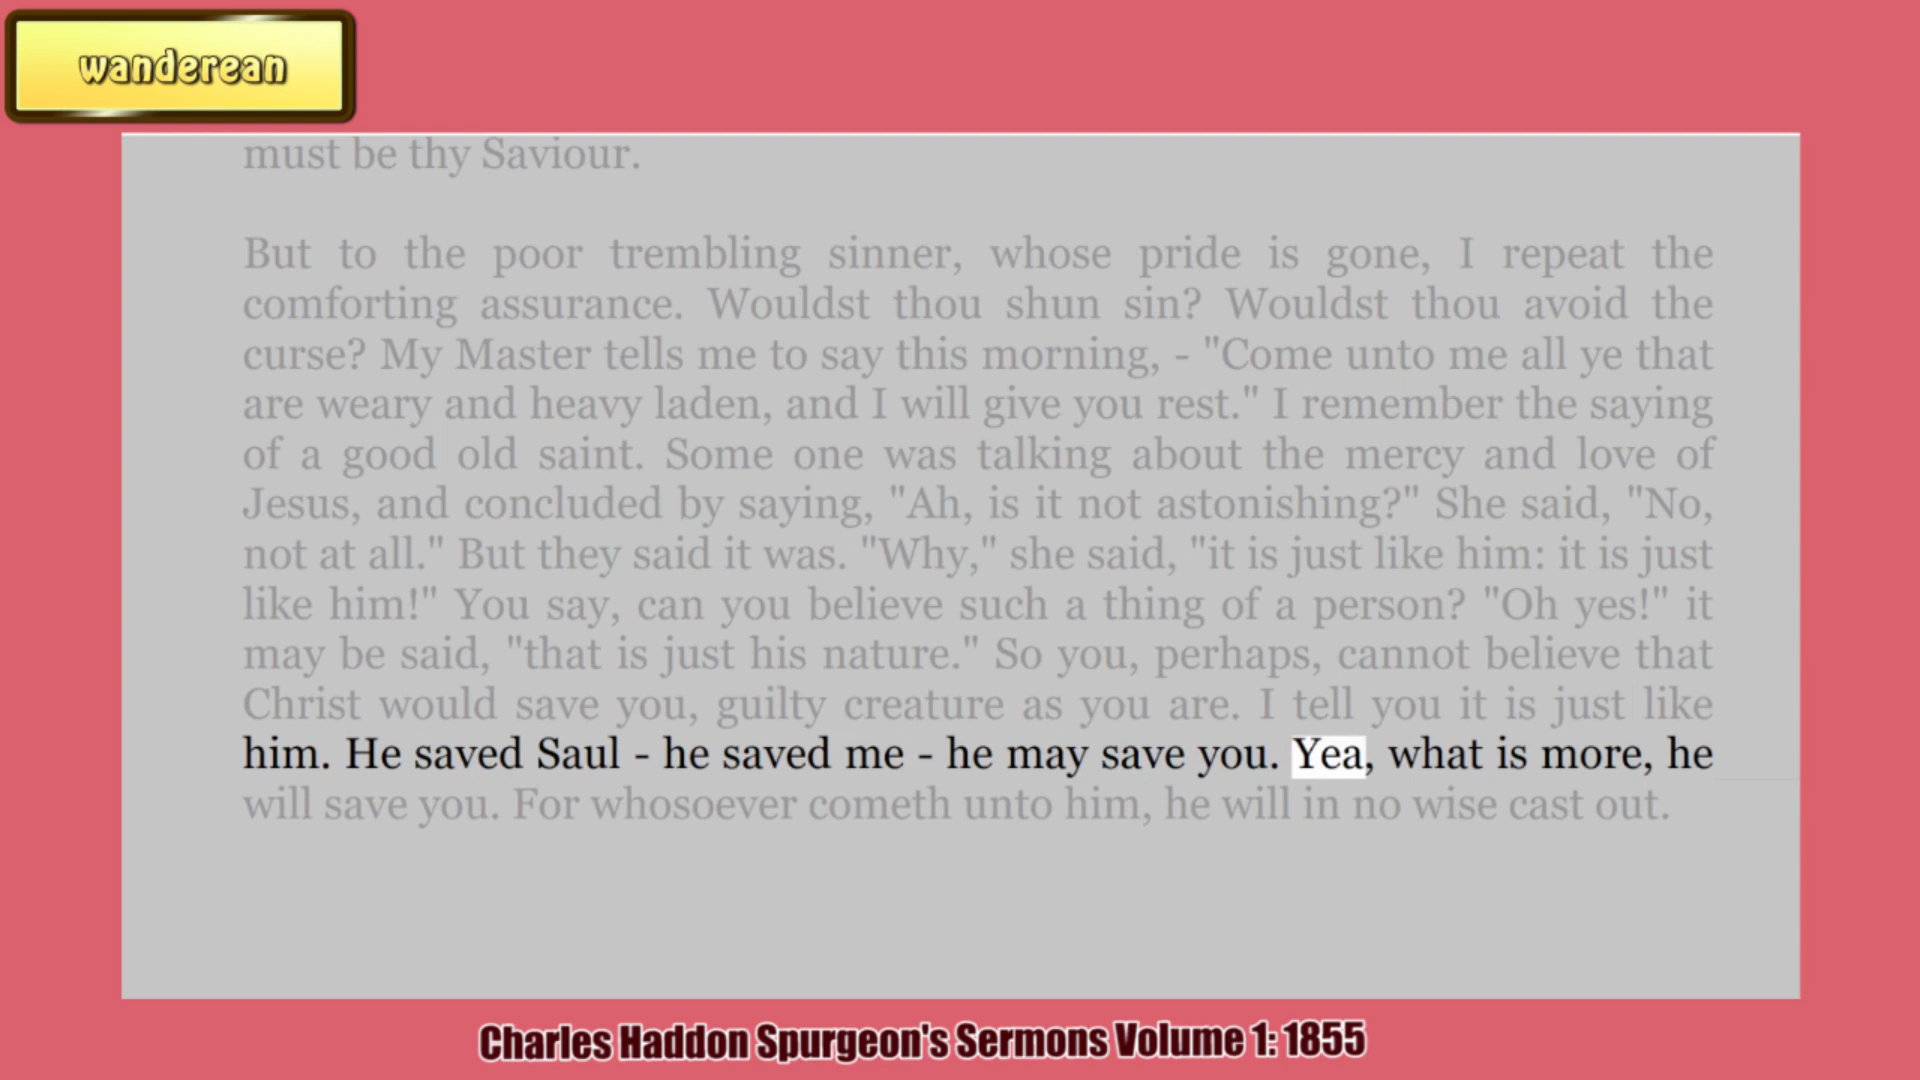 wanderean
must be thy Saviour.
But to the poor trembling sinner, whose pride is gone, I repeat the
comforting assurance. Wouldst thou shun sin? Wouldst thou avoid the
curse? My Master tells me to say this morning, - "Come unto me all ye that
are weary and heavy laden, and I will give you rest." I remember the saying
of a good old saint. Some one was talking about the mercy and love of
Jesus, and concluded by saying, "Ah, is it not astonishing?" She said, "No,
not at all." But they said it was. "Why," she said, "it is just like him: it is just
like him!" You say, can you believe such a thing of a person? "Oh yes!" it
may be said, "that is just his nature." So you, perhaps, cannot believe that
Christ would save you, guilty creature as you are. I tell you it is just like
him. He saved Saul - he saved me - he may save you. Yea, what is more, he
will save you. For whosoever cometh unto him, he will in no wise cast out.
Charles Haddon Spurgeon's Sermons Volume 1: 1855